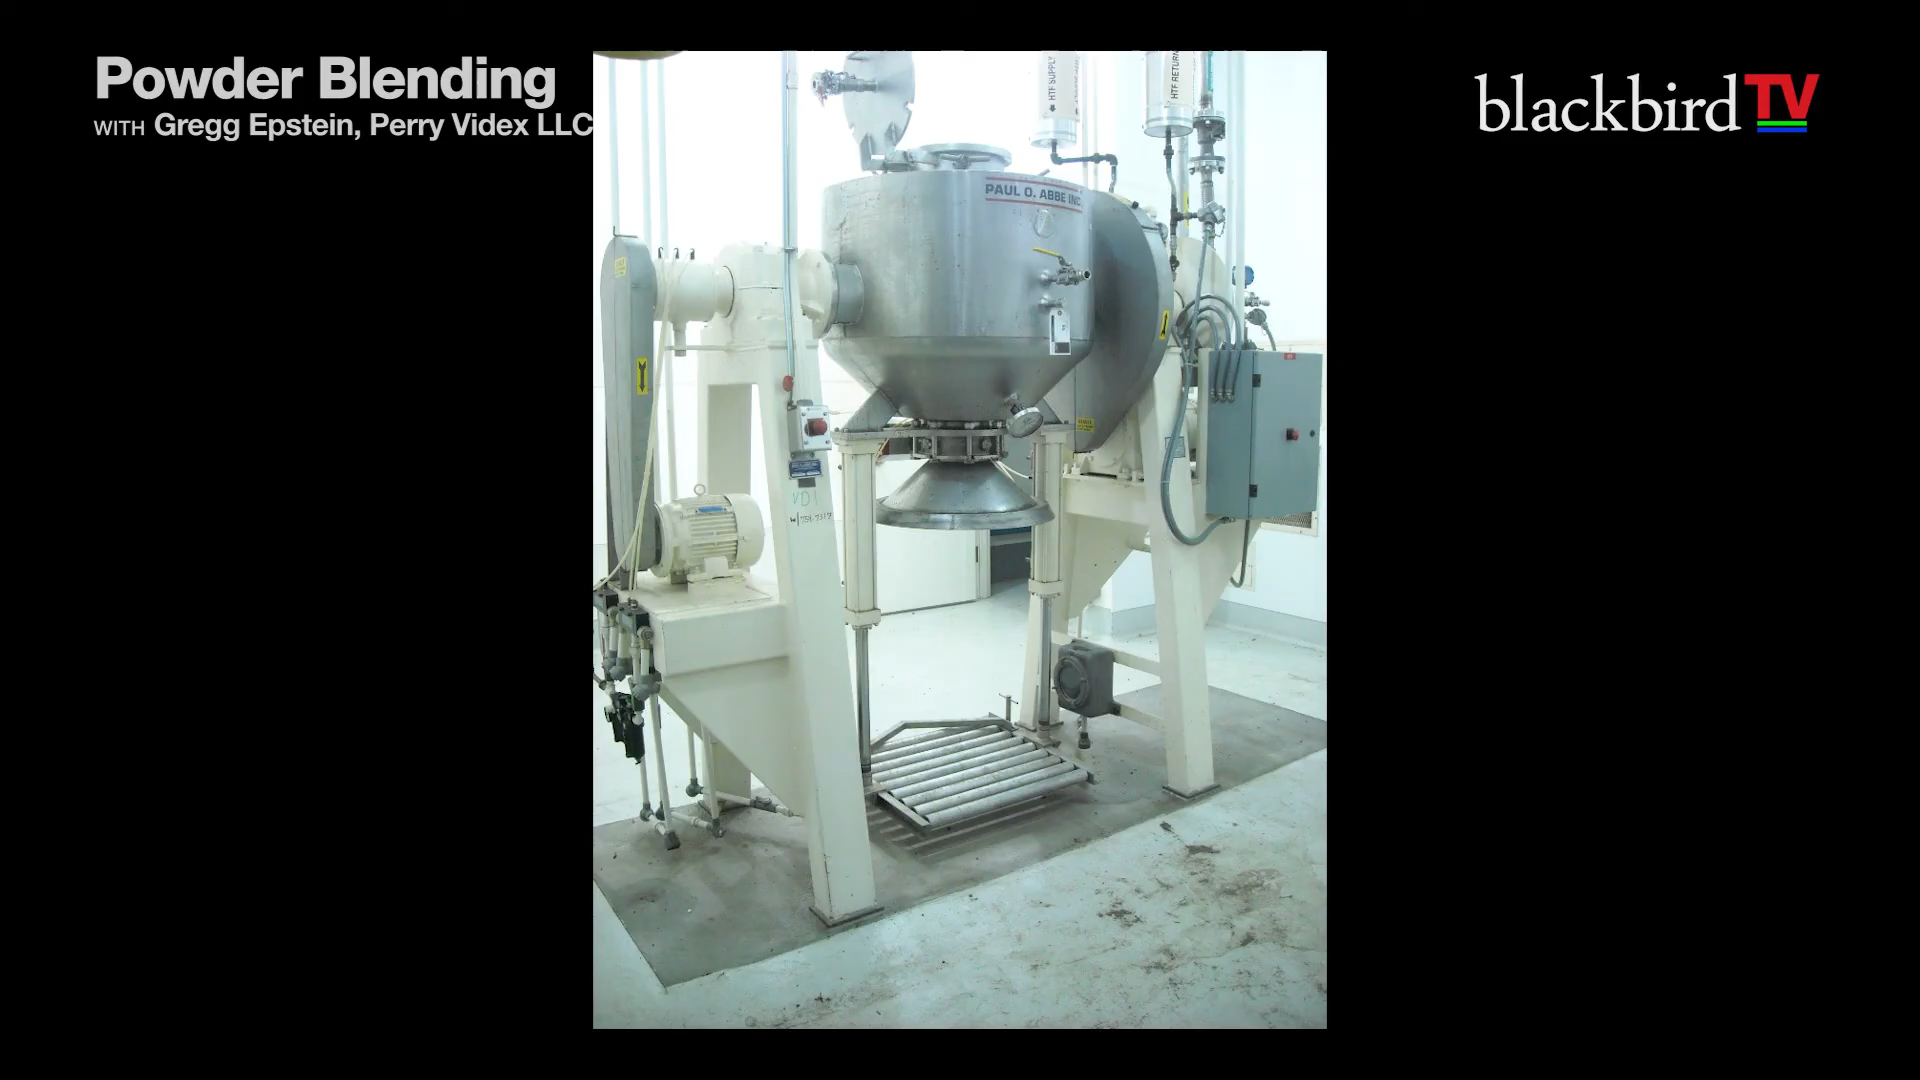 Powder Blending
WITH Gregg Epstein, Perry Videx LLC
blackbirdTV
HTF SUPPLY
HTF RETURN
PAUL O. ABBE INC.